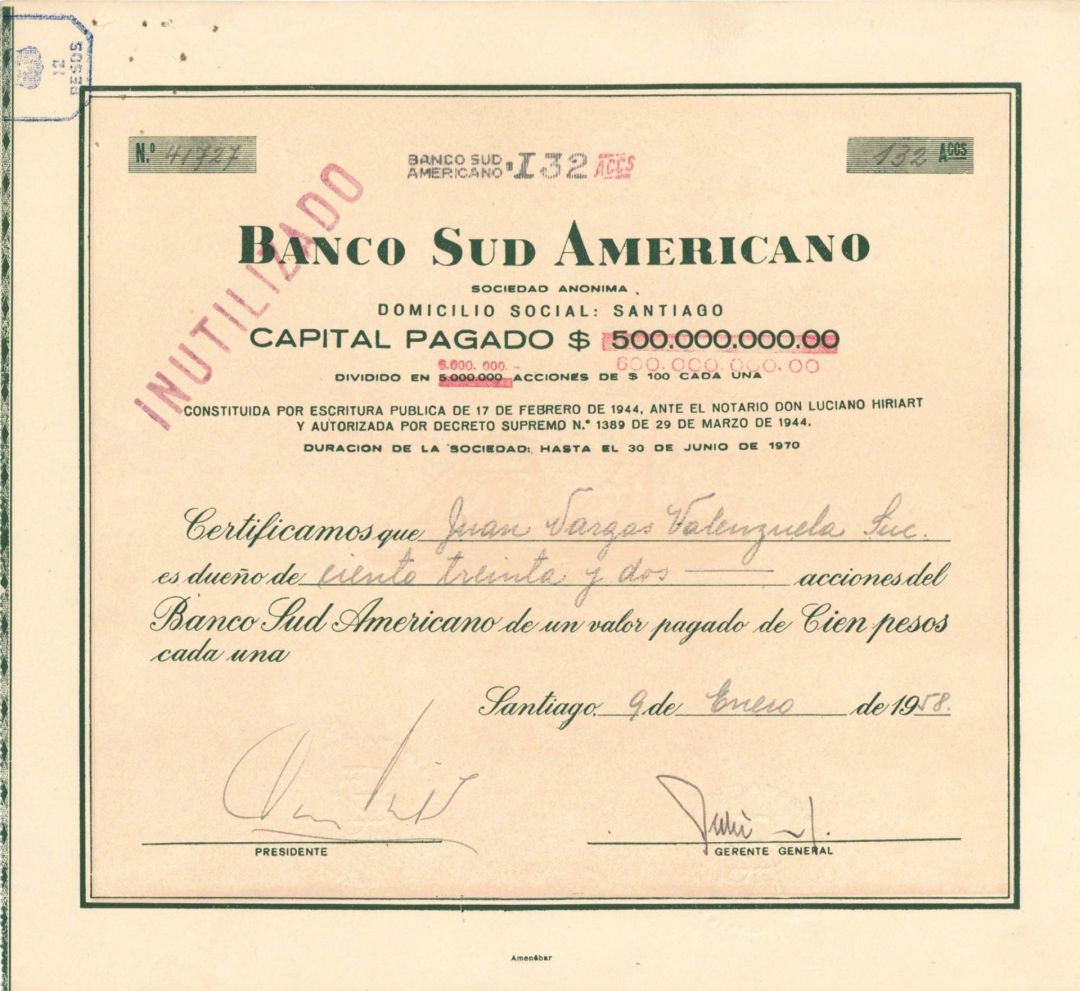 12
PESOS
N.º 41727
BANCO SUD
AMERICANO 132 ACCS
132 ACCS
INUTILIZADO
BANCO SUD AMERICANO
SOCIEDAD ANONIMA
DOMICILIO SOCIAL: SANTIAGO
CAPITAL PAGADO $ 500.000.000.00
600.000.000.00
6.000.000.-
DIVIDIDO EN 5.000.000 ACCIONES DE $ 100 CADA UNA
CONSTITUIDA POR ESCRITURA PUBLICA DE 17 DE FEBRERO DE 1944, ANTE EL NOTARIO DON LUCIANO HIRIART
Y AUTORIZADA POR DECRETO SUPREMO N.º 1389 DE 29 DE MARZO DE 1944.
DURACION DE LA SOCIEDAD: HASTA EL 30 DE JUNIO DE 1970
Certificamos que Juan Vargas Valenzuela Suc.
es dueño de ciento treinta y dos acciones del
Banco Sud Americano de un valor pagado de Cien pesos
cada una
Santiago, 9 de Enero de 1958.
PRESIDENTE
GERENTE GENERAL
Amenábar